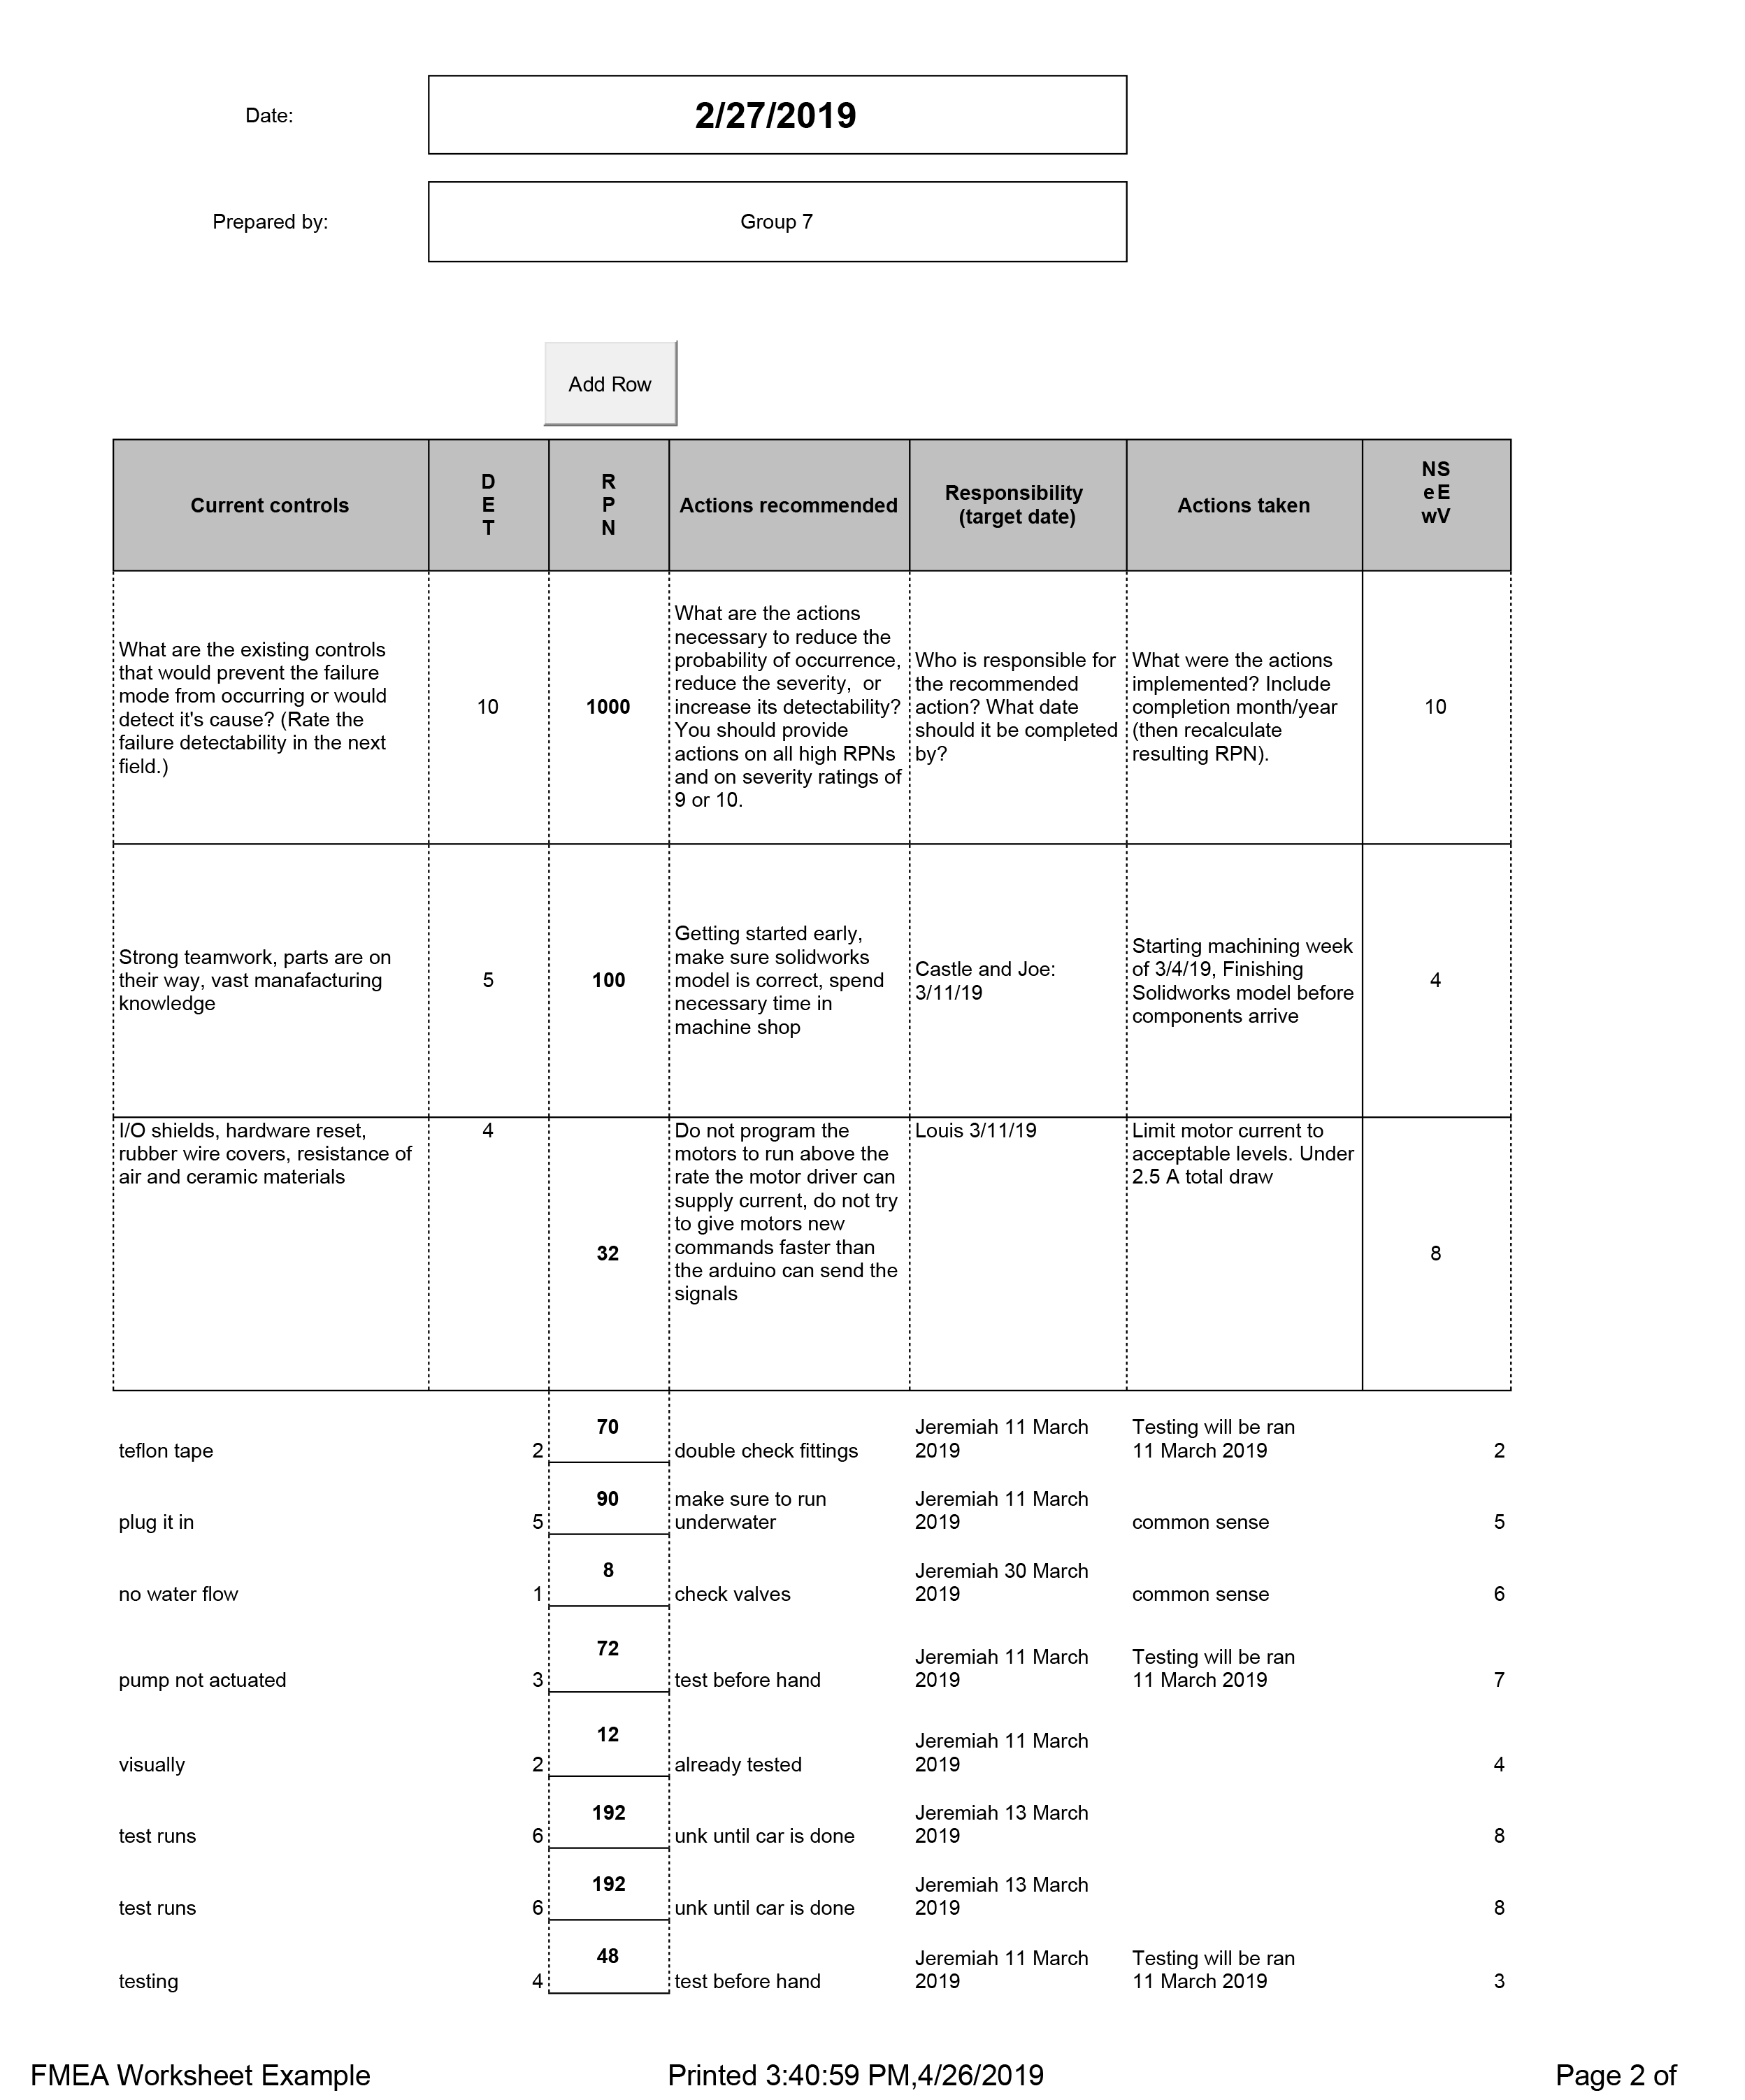 Date:
2/27/2019
Prepared by:
Group 7
Add Row
Current controls
D
E
T
R
P
N
Actions recommended
Responsibility
(target date)
Actions taken
NS
eE
wV
What are the existing controls
that would prevent the failure
mode from occurring or would
detect it's cause? (Rate the
failure detectability in the next
field.)
10
1000
What are the actions
necessary to reduce the
probability of occurrence,
reduce the severity,  or
increase its detectability?
You should provide
actions on all high RPNs
and on severity ratings of
9 or 10.
Who is responsible for
the recommended
action? What date
should it be completed
by?
What were the actions
implemented? Include
completion month/year
(then recalculate
resulting RPN).
10
Strong teamwork, parts are on
their way, vast manafacturing
knowledge
5
100
Getting started early,
make sure solidworks
model is correct, spend
necessary time in
machine shop
Castle and Joe:
3/11/19
Starting machining week
of 3/4/19, Finishing
Solidworks model before
components arrive
4
I/O shields, hardware reset,
rubber wire covers, resistance of
air and ceramic materials
4
32
Do not program the
motors to run above the
rate the motor driver can
supply current, do not try
to give motors new
commands faster than
the arduino can send the
signals
Louis 3/11/19
Limit motor current to
acceptable levels. Under
2.5 A total draw
8
teflon tape
2
70
double check fittings
Jeremiah 11 March
2019
Testing will be ran
11 March 2019
2
plug it in
5
90
make sure to run
underwater
Jeremiah 11 March
2019
common sense
5
no water flow
1
8
check valves
Jeremiah 30 March
2019
common sense
6
pump not actuated
3
72
test before hand
Jeremiah 11 March
2019
Testing will be ran
11 March 2019
7
visually
2
12
already tested
Jeremiah 11 March
2019
4
test runs
6
192
unk until car is done
Jeremiah 13 March
2019
8
test runs
6
192
unk until car is done
Jeremiah 13 March
2019
8
testing
4
48
test before hand
Jeremiah 11 March
2019
Testing will be ran
11 March 2019
3
FMEA Worksheet Example
Printed 3:40:59 PM,4/26/2019
Page 2 of